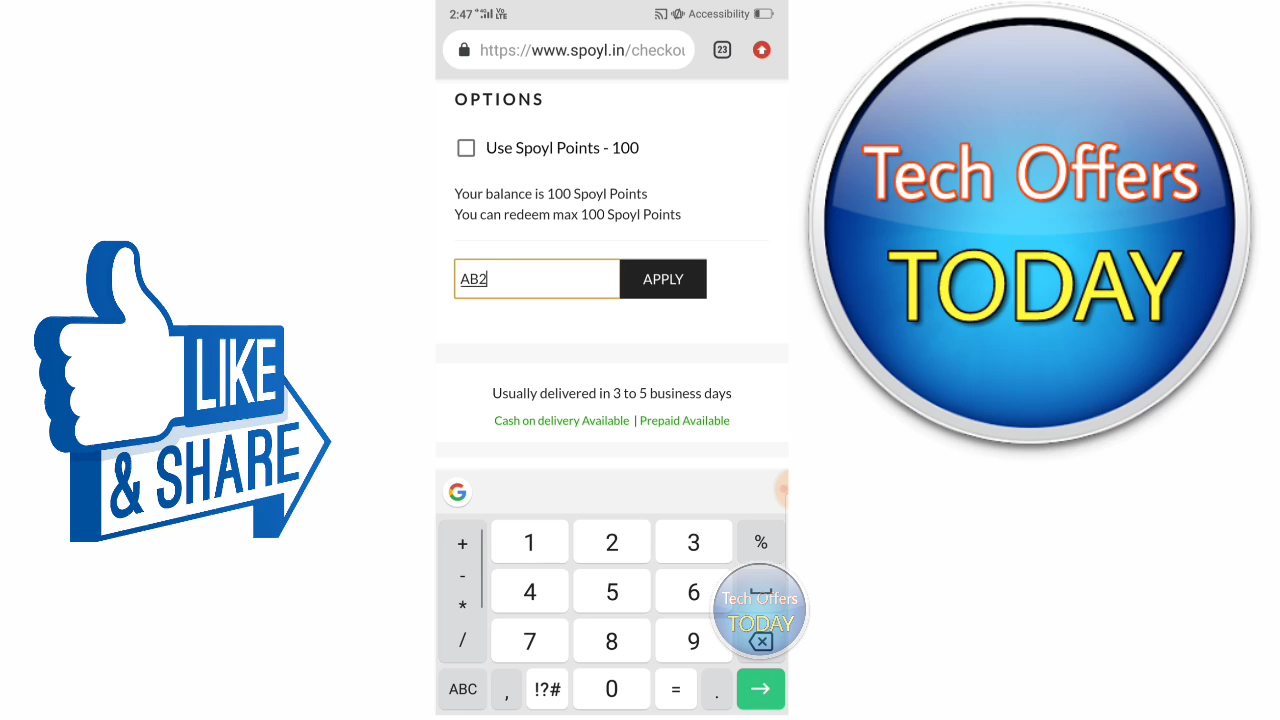 2:47 4G Vo LTE Accessibility
https://www.spoyl.in/checkou 23
OPTIONS
Use Spoyl Points - 100
Your balance is 100 Spoyl Points
You can redeem max 100 Spoyl Points
AB2 APPLY
Usually delivered in 3 to 5 business days
Cash on delivery Available | Prepaid Available
G
+ 1 2 3 %
- 4 5 6
*
/ 7 8 9
ABC , !?# 0 = .
LIKE
& SHARE
Tech Offers
TODAY
Tech Offers
TODAY